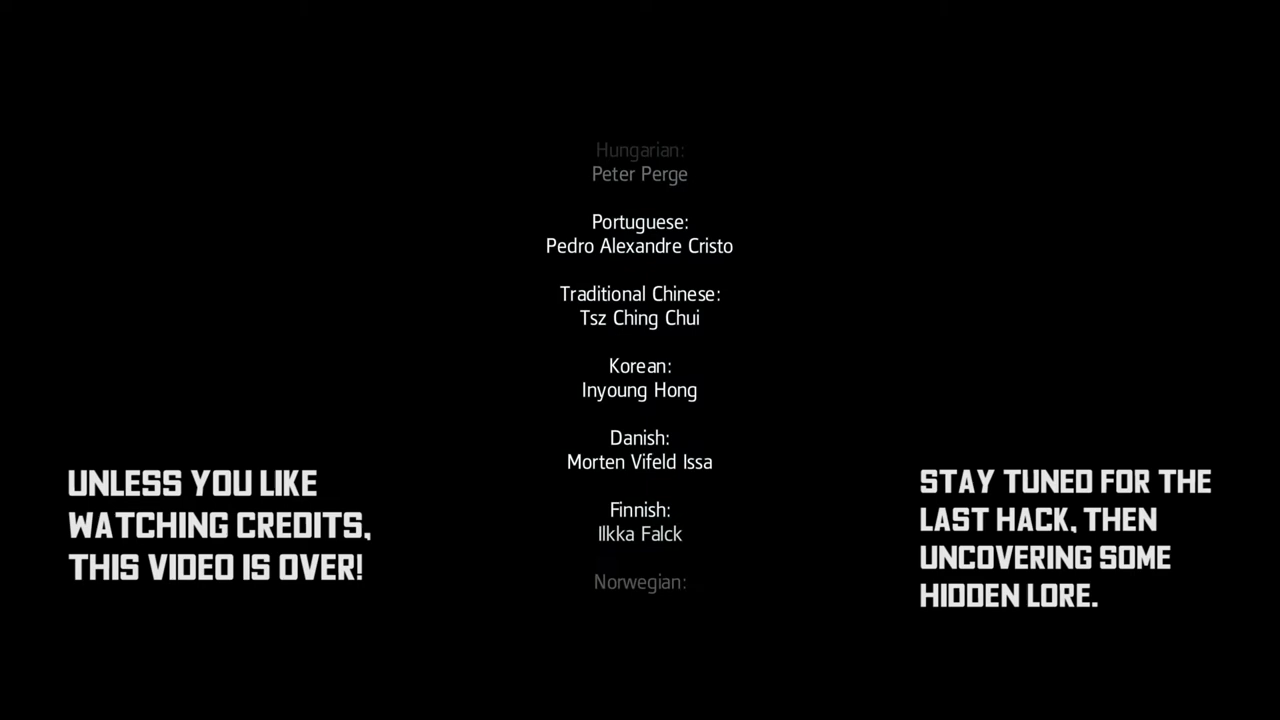 Hungarian:
Peter Perge
Portuguese:
Pedro Alexandre Cristo
Traditional Chinese:
Tsz Ching Chui
Korean:
Inyoung Hong
Danish:
Morten Vifeld Issa
Finnish:
Ilkka Falck
Norwegian:
UNLESS YOU LIKE
WATCHING CREDITS,
THIS VIDEO IS OVER!
STAY TUNED FOR THE
LAST HACK, THEN
UNCOVERING SOME
HIDDEN LORE.